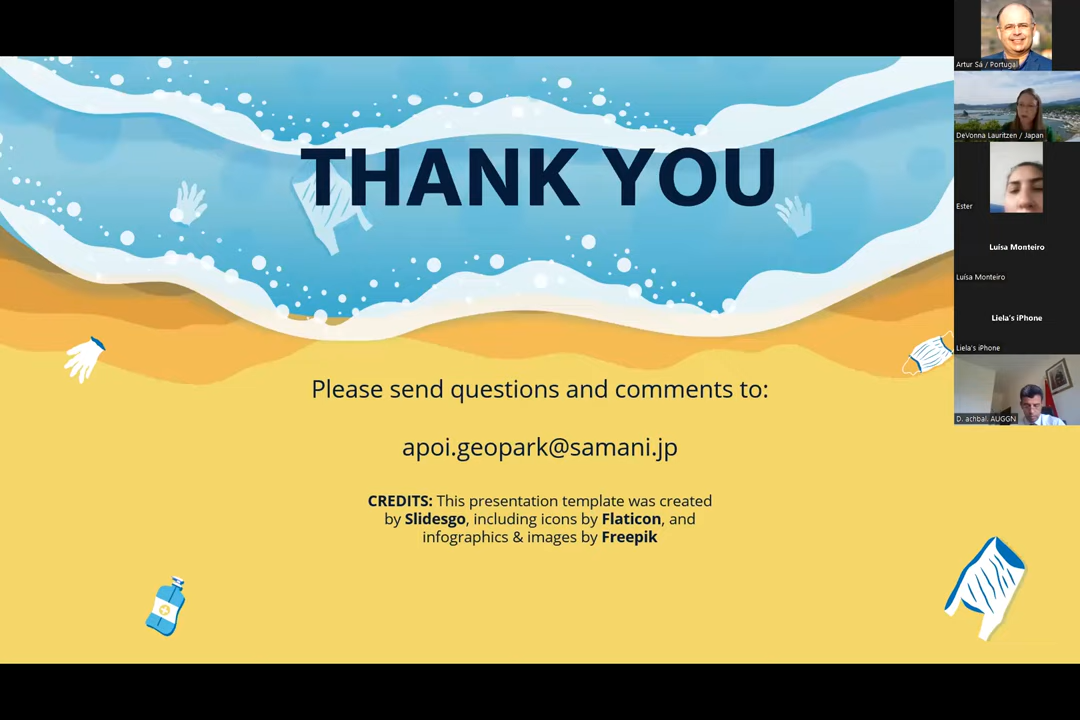 THANK YOU
Please send questions and comments to:
apoi.geopark@samani.jp
CREDITS: This presentation template was created
by Slidesgo, including icons by Flaticon, and
infographics & images by Freepik
Artur Sá / Portugal
DeVonna Lauritzen / Japan
Ester
Luísa Monteiro
Luísa Monteiro
Liela's iPhone
Liela's iPhone
D. achbal. AUGGN